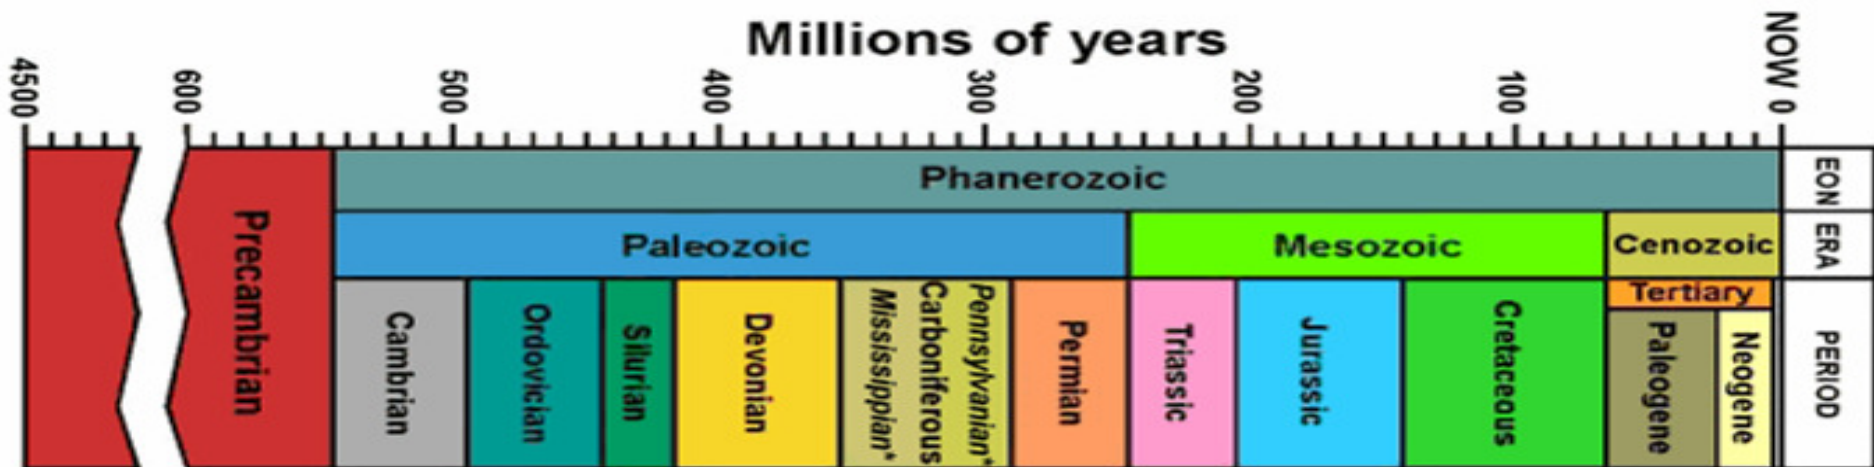 Millions of years
4500
600
500
400
300
200
100
NOW 0
Phanerozoic
EON
Paleozoic
Mesozoic
Cenozoic
ERA
Precambrian
Cambrian
Ordovician
Silurian
Devonian
Mississippian*
Carboniferous
Pennsylvanian*
Permian
Triassic
Jurassic
Cretaceous
Tertiary
Paleogene
Neogene
PERIOD